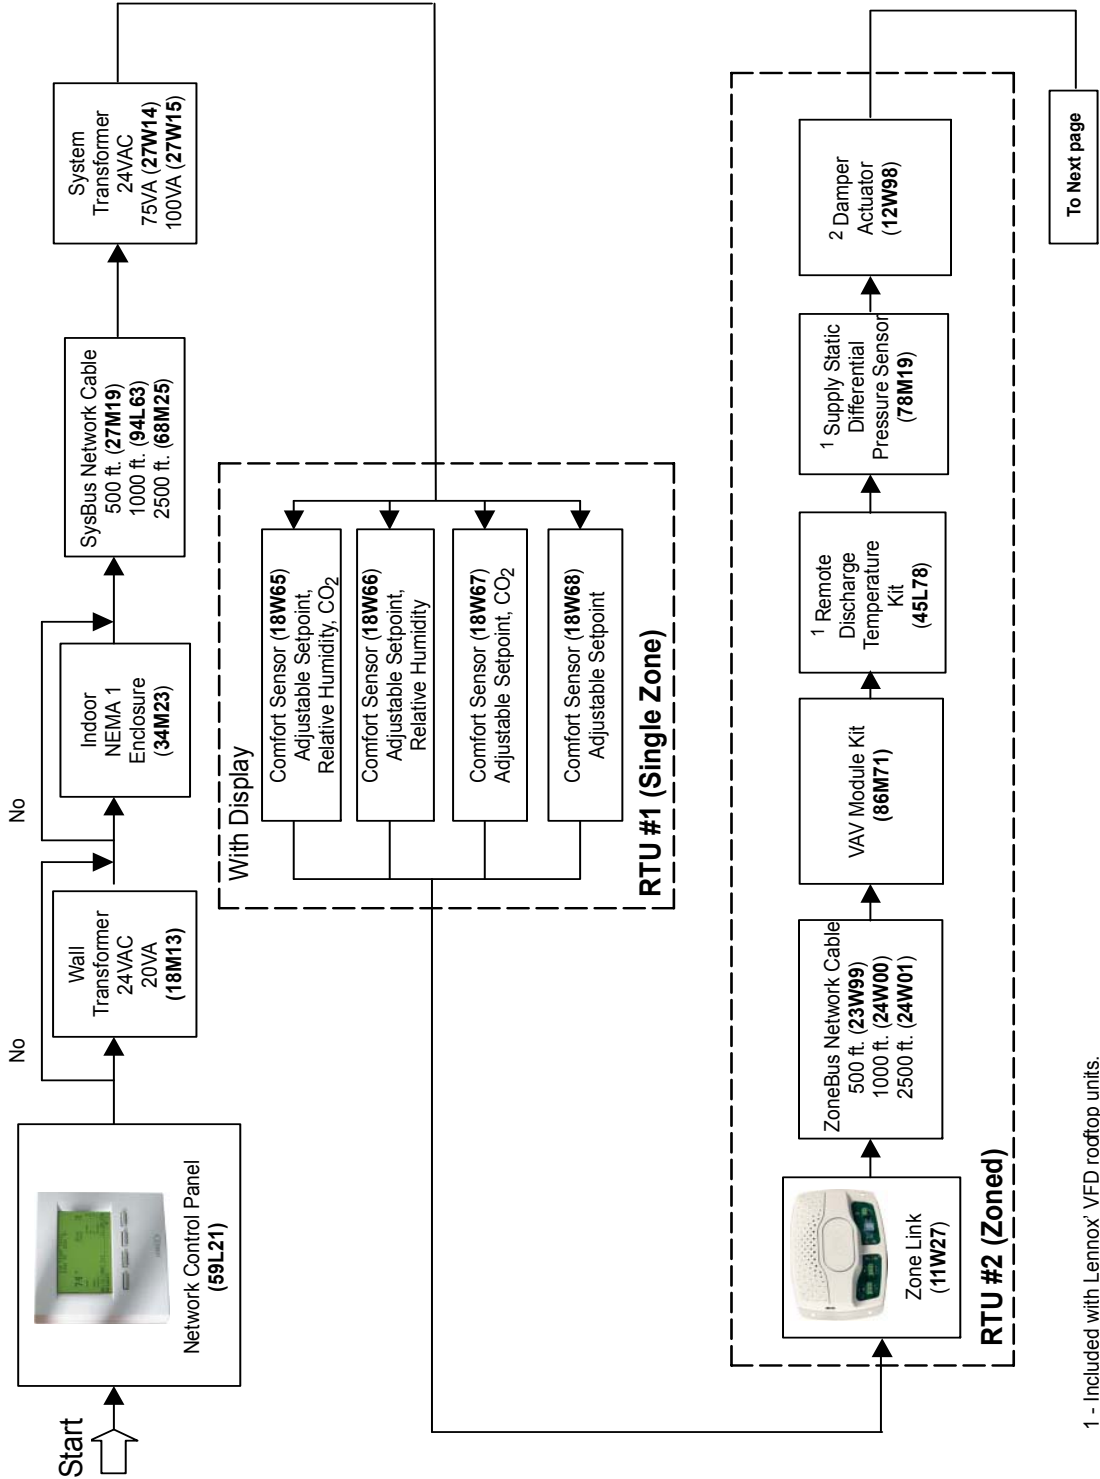 Start
Network Control Panel
(59L21)
No
Wall
Transformer
24VAC
20VA
(18M13)
No
Indoor
NEMA 1
Enclosure
(34M23)
SysBus Network Cable
500 ft. (27M19)
1000 ft. (94L63)
2500 ft. (68M25)
System
Transformer
24VAC
75VA (27W14)
100VA (27W15)
With Display
Comfort Sensor (18W65)
Adjustable Setpoint,
Relative Humidity, CO2
Comfort Sensor (18W66)
Adjustable Setpoint,
Relative Humidity
Comfort Sensor (18W67)
Adjustable Setpoint, CO2
Comfort Sensor (18W68)
Adjustable Setpoint
RTU #1 (Single Zone)
Zone Link
(11W27)
ZoneBus Network Cable
500 ft. (23W99)
1000 ft. (24W00)
2500 ft. (24W01)
VAV Module Kit
(86M71)
1 Remote
Discharge
Temperature
Kit
(45L78)
1 Supply Static
Differential
Pressure Sensor
(78M19)
2 Damper
Actuator
(12W98)
RTU #2 (Zoned)
To Next page
1 - Included with Lennox' VFD rooftop units.